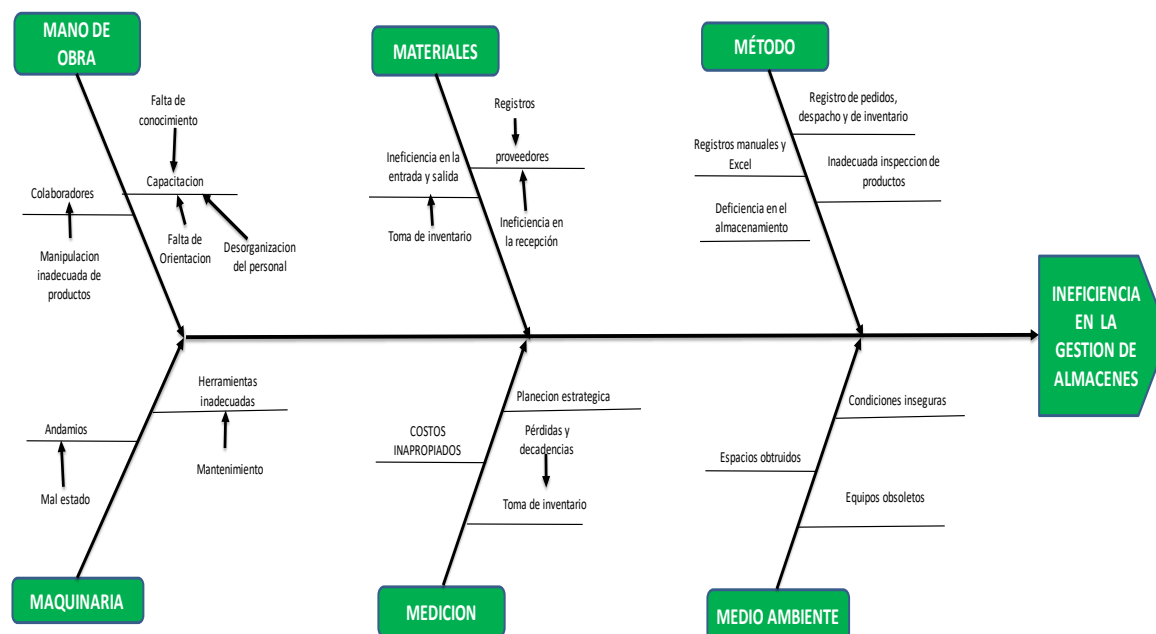 MANO DE
OBRA
MATERIALES
MÉTODO
Falta de
conocimiento
Capacitacion
Colaboradores
Falta de
Orientacion
Desorganizacion
del personal
Manipulacion
inadecuada de
productos
Registros
proveedores
Ineficiencia en la
entrada y salida
Toma de inventario
Ineficiencia en
la recepción
Registro de pedidos,
despacho y de inventario
Registros manuales y
Excel
Inadecuada inspeccion de
productos
Deficiencia en el
almacenamiento
INEFICIENCIA
EN LA
GESTION DE
ALMACENES
Herramientas
inadecuadas
Andamios
Mantenimiento
Mal estado
Planecion estrategica
COSTOS
INAPROPIADOS
Pérdidas y
decadencias
Toma de inventario
Condiciones inseguras
Espacios obtruidos
Equipos obsoletos
MAQUINARIA
MEDICION
MEDIO AMBIENTE